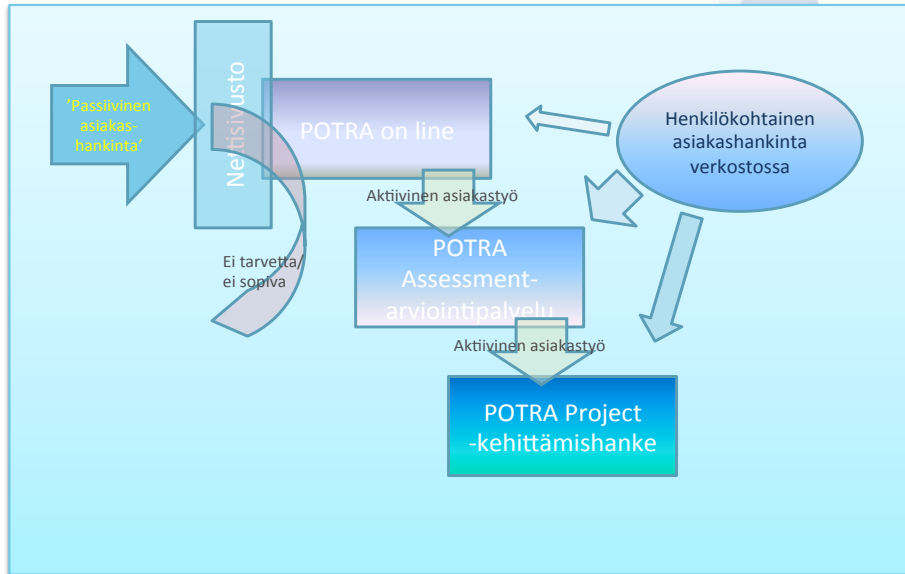 'Passiivinen
asiakas-
hankinta'
Nettisivusto
POTRA on line
Henkilökohtainen
asiakashankinta
verkostossa
Aktiivinen asiakastyö
Ei tarvetta/
ei sopiva
POTRA
Assessment-
arviointipalvelu
Aktiivinen asiakastyö
POTRA Project
-kehittämishanke